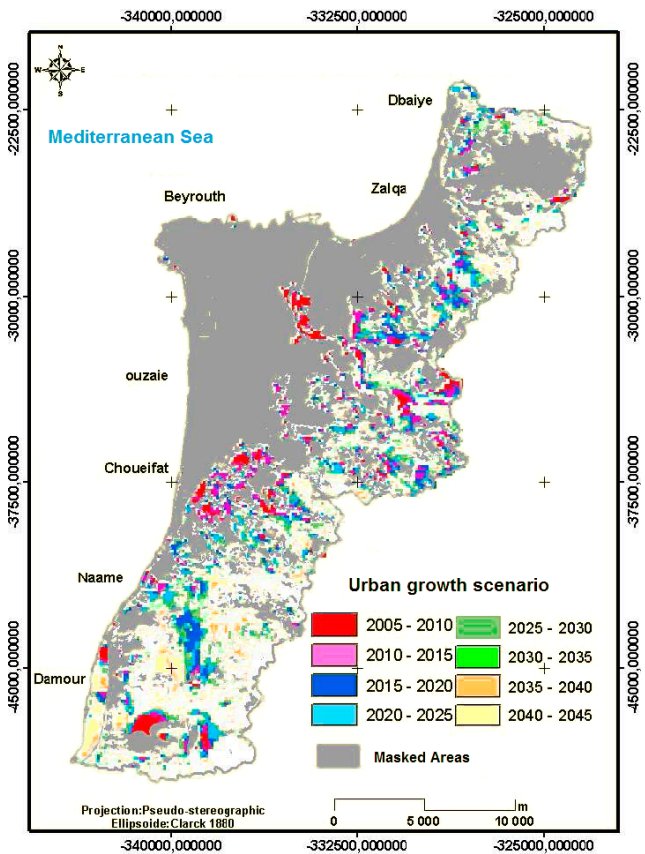 -340000,000000 -332500,000000 -325000,000000
N
W E
S
Dbaiye
-22500,000000 -22500,000000
Mediterranean Sea
Zalqa
Beyrouth
-30000,000000 -30000,000000
ouzaie
Choueifat
-37500,000000 -37500,000000
Naame
Urban growth scenario
2005 - 2010 2025 - 2030
2010 - 2015 2030 - 2035
2015 - 2020 2035 - 2040
2020 - 2025 2040 - 2045
-45000,000000 -45000,000000
Damour
Masked Areas
Projection:Pseudo-stereographic
Ellipsoide:Clarck 1880
m
0 5 000 10 000
-340000,000000 -332500,000000 -325000,000000